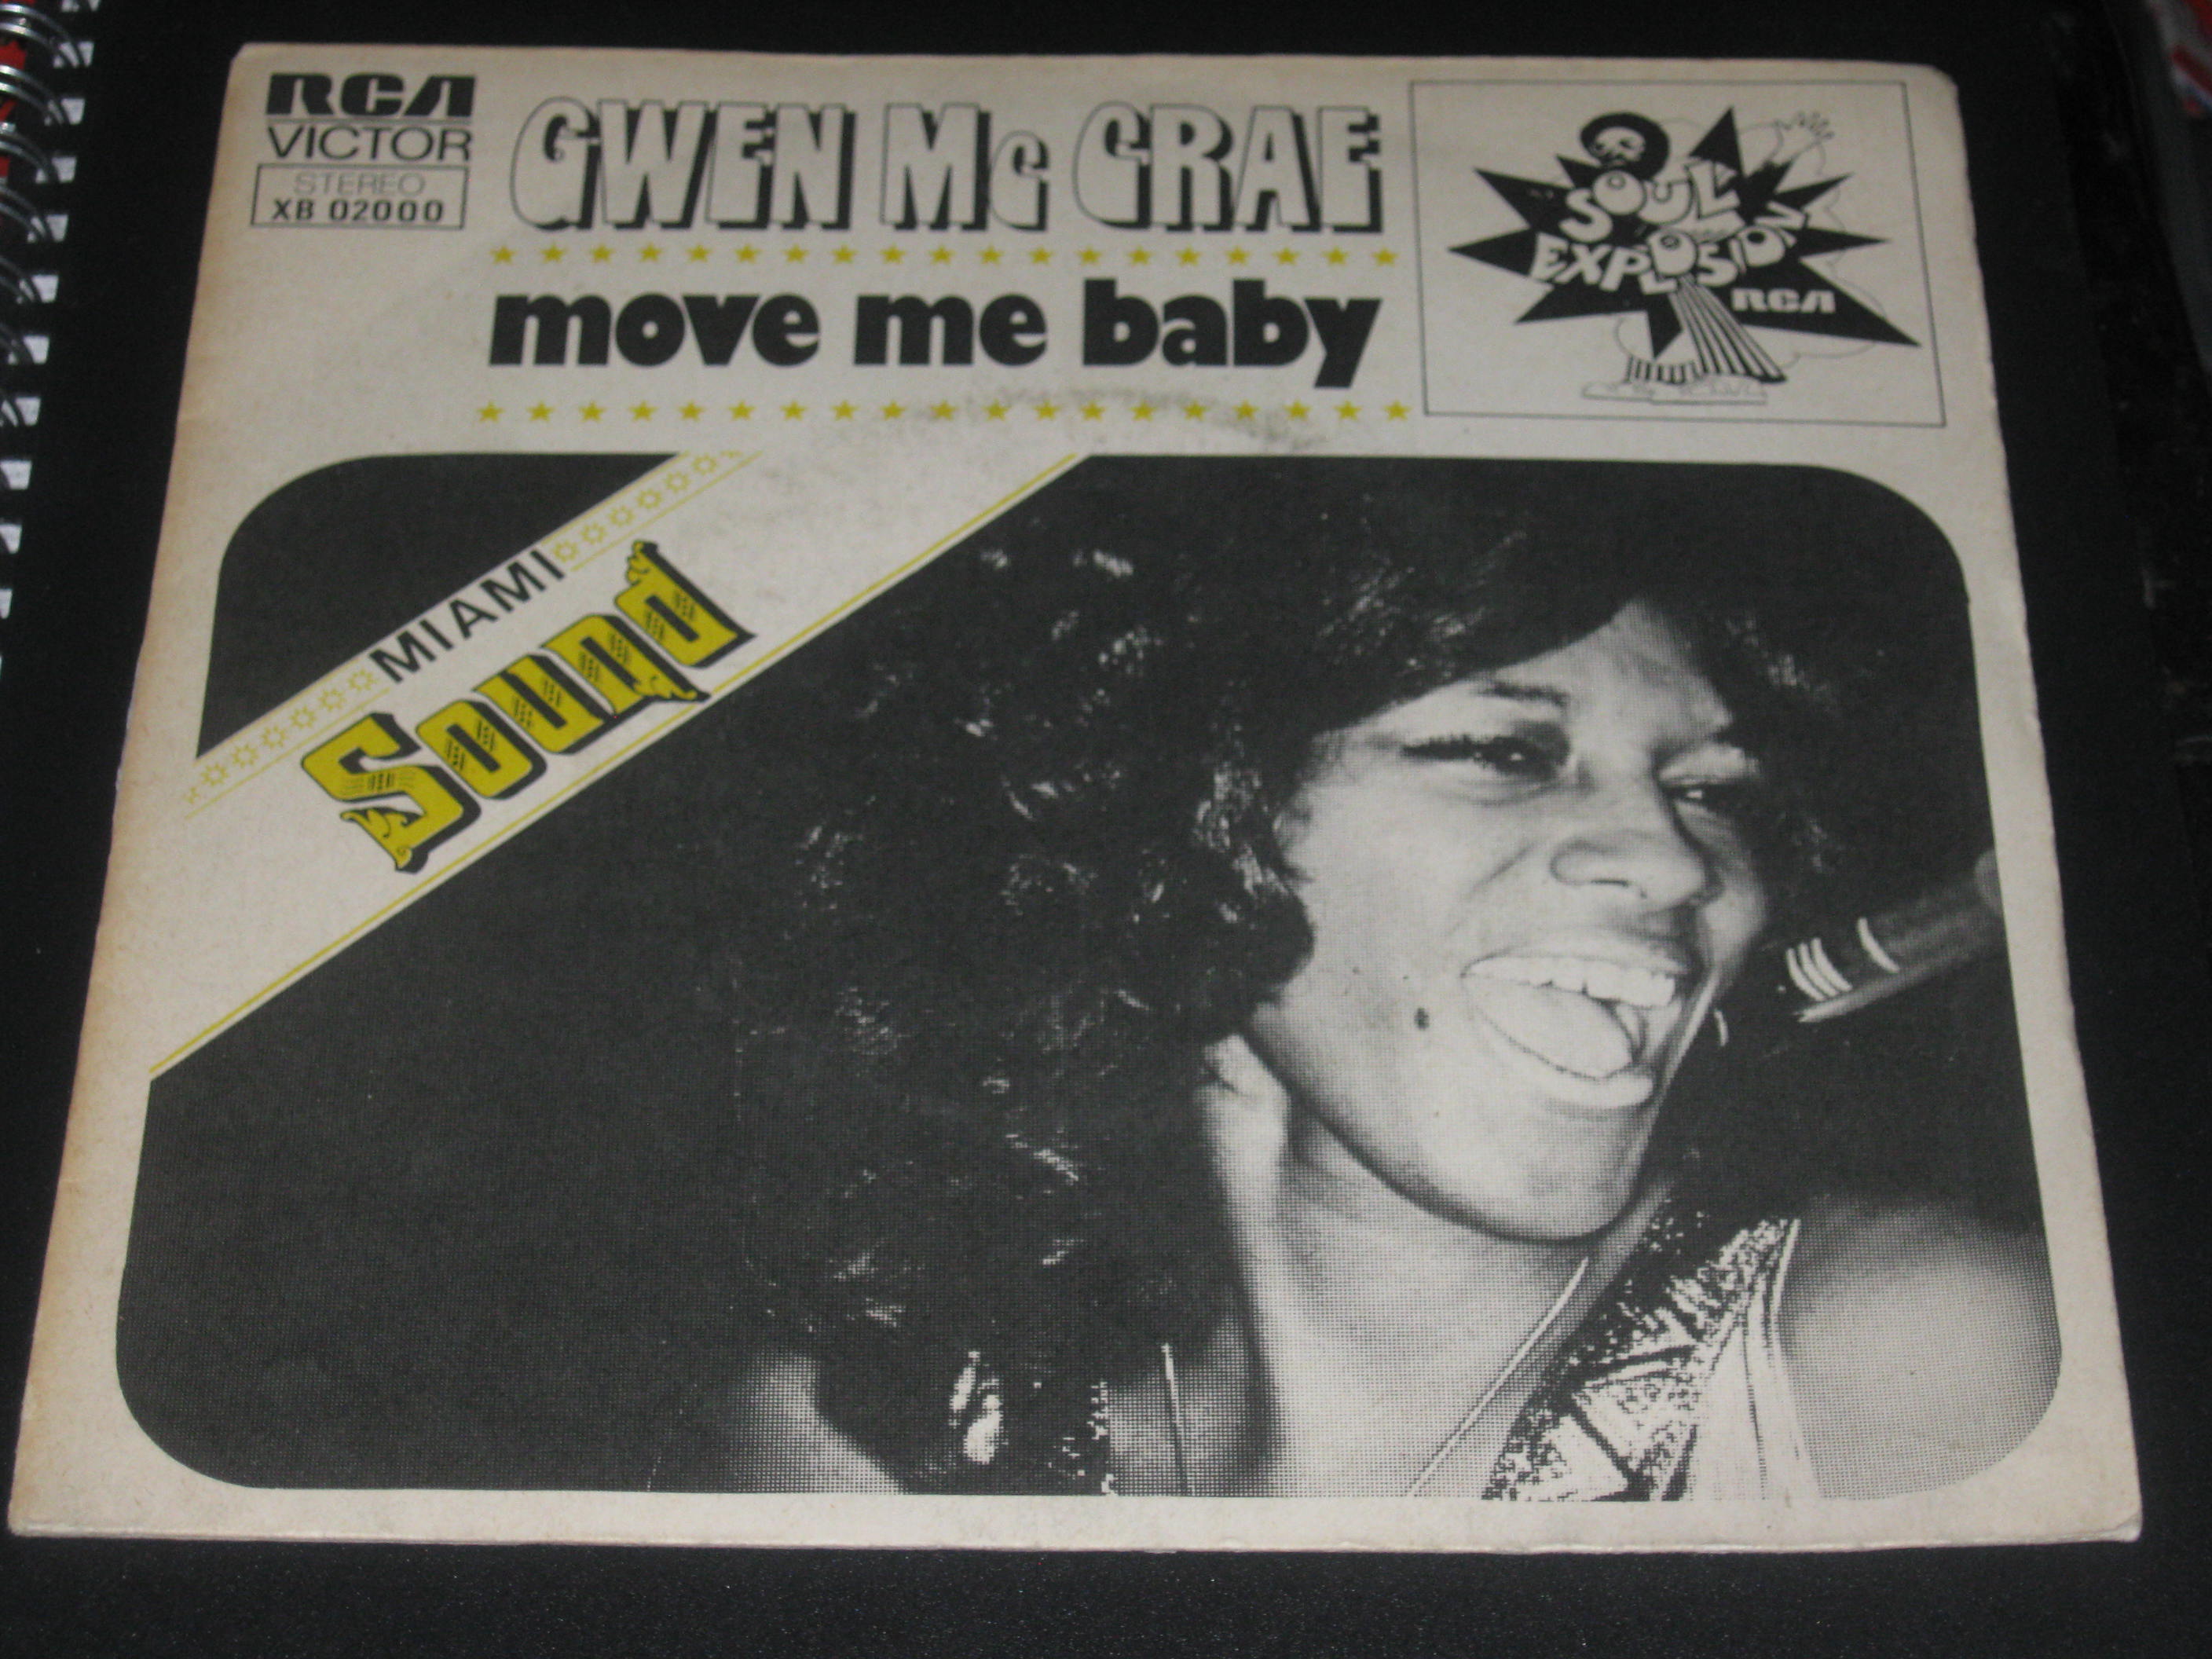 RCA
VICTOR
STEREO
XB 02000
GWEN Mc CRAE
move me baby
SOUL
EXPLOSION
RCA
MIAMI
Sound